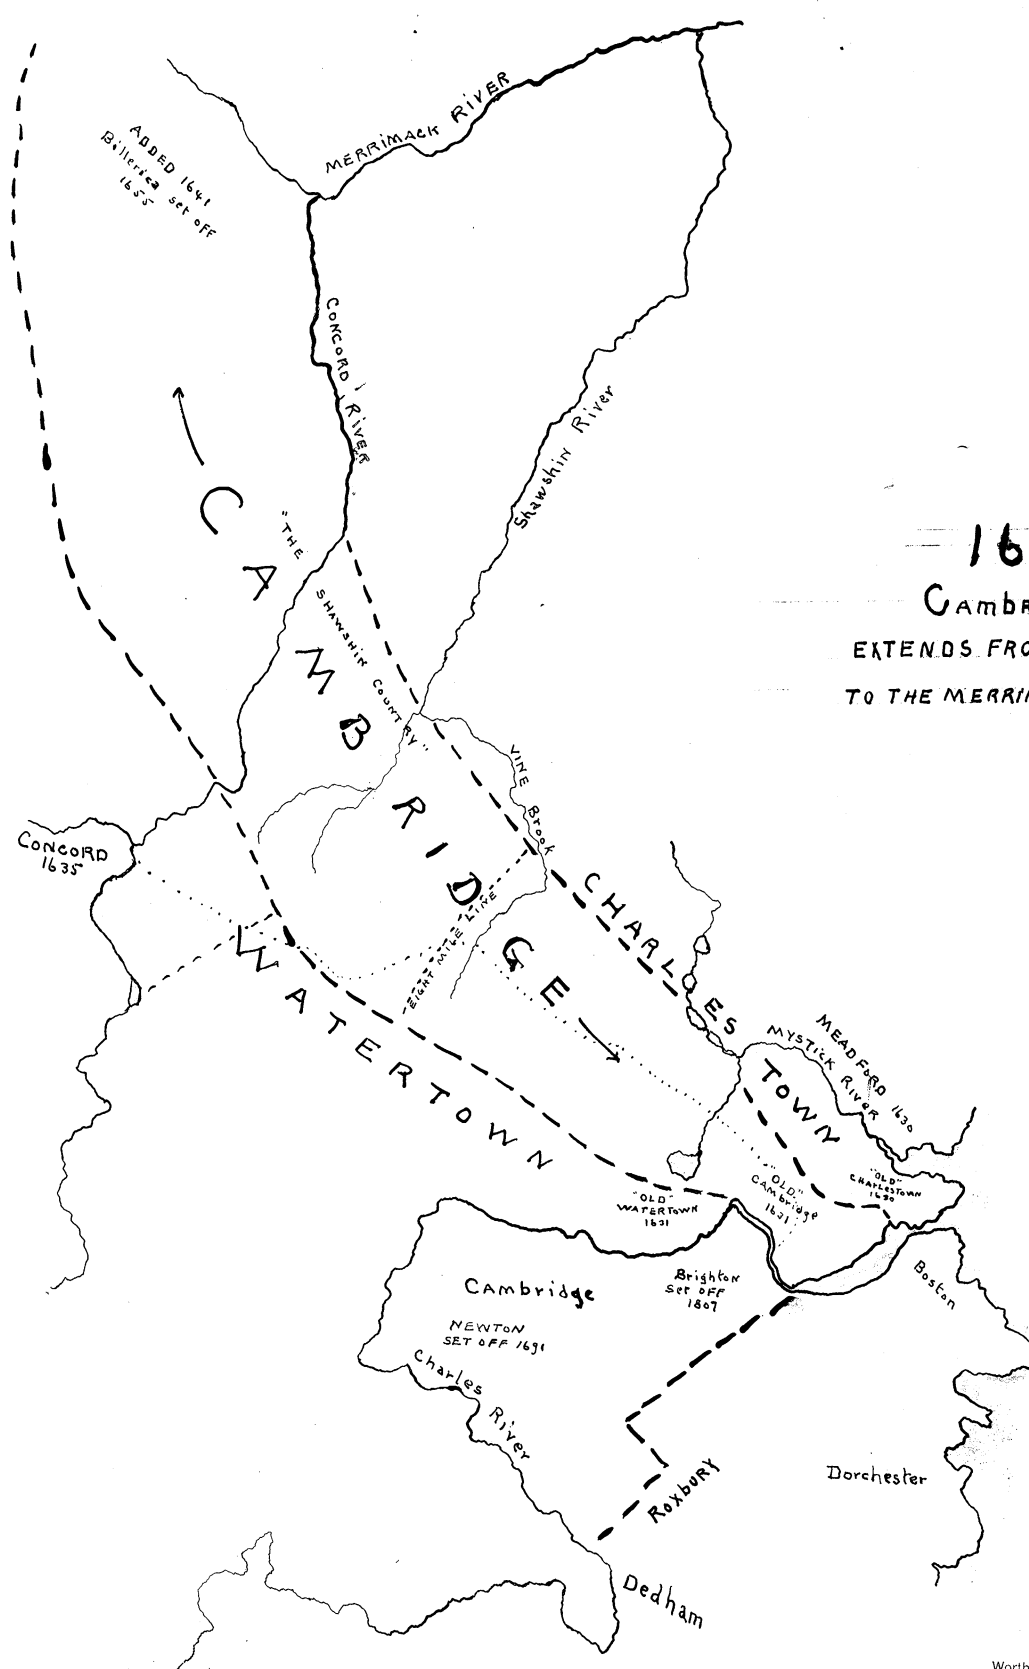 MERRIMACK RIVER
ADDED 1641
Billerica set OFF
1655
CONCORD RIVER
Shawshin River
16
CAmbR
EXTENDS FRO
TO THE MERRIM
CAMBRIDGE
"THE SHAWSHIN COUNTRY"
VINE Brook
CONCORD
1635
EIGHT MILE LINE
CHARLESTOWN
WATERTOWN
MEADFORD 1630
MYSTICK RIVER
"OLD"
CHARLESTOWN
1630
"OLD"
CAMbridge
1631
"OLD"
WATERTOWN
1631
CAMbridge
Brighton
Set OFF
1807
NEWTON
SET OFF 1691
Boston
Charles River
Dorchester
Roxbury
Dedham
Worth